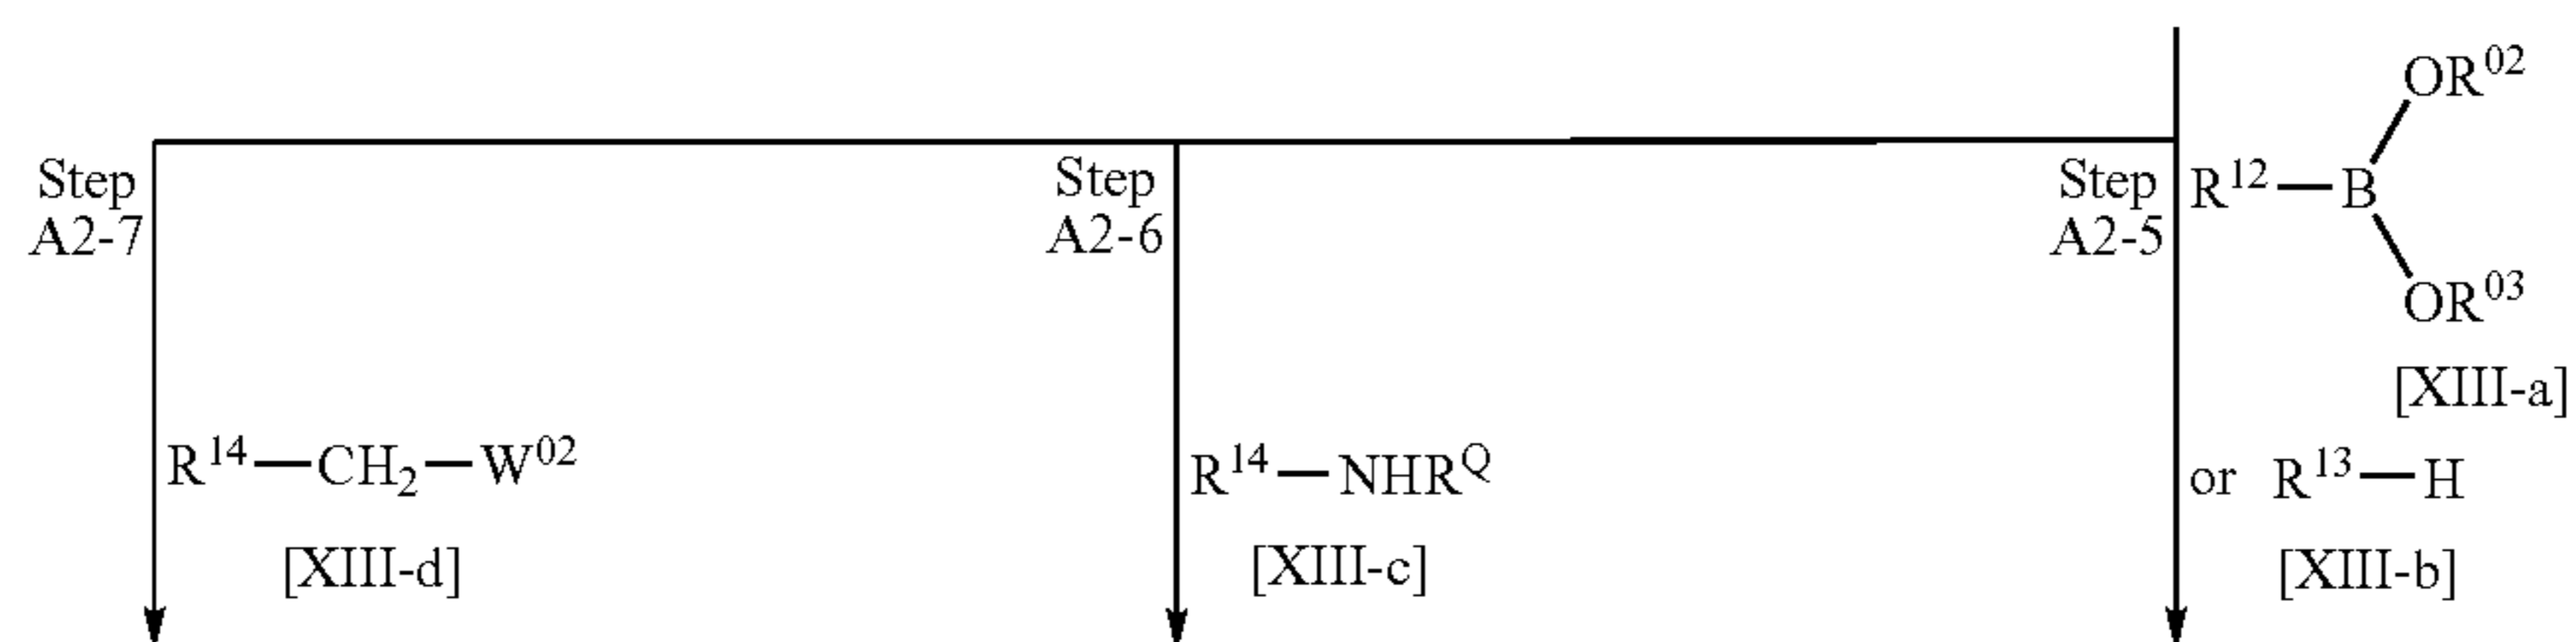 OR⁰²
Step
A2-7
Step
A2-6
Step
A2-5
R¹²—B
OR⁰³
[XIII-a]
R¹⁴—CH₂—W⁰²
[XIII-d]
R¹⁴—NHR^Q
[XIII-c]
or R¹³—H
[XIII-b]